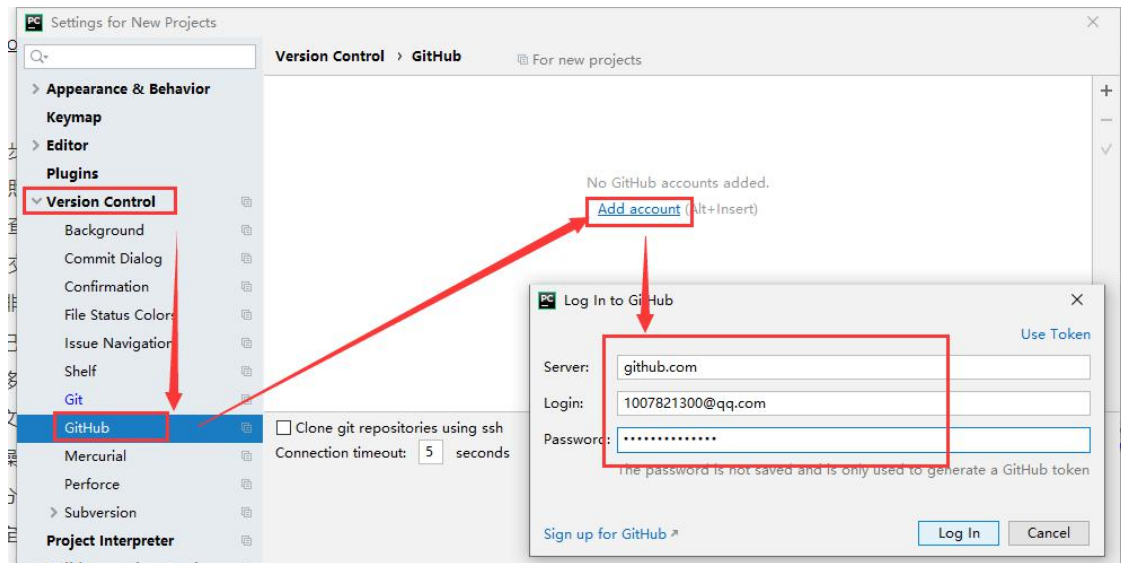 PC Settings for New Projects
Version Control › GitHub For new projects
Appearance & Behavior
Keymap
Editor
Plugins
Version Control
Background
Commit Dialog
Confirmation
File Status Colors
Issue Navigation
Shelf
Git
GitHub
Mercurial
Perforce
Subversion
Project Interpreter
No GitHub accounts added.
Add account (Alt+Insert)
Clone git repositories using ssh
Connection timeout: 5 seconds
PC Log In to GitHub
Use Token
Server: github.com
Login: 1007821300@qq.com
Password: ••••••••••••••
The password is not saved and is only used to generate a GitHub token
Sign up for GitHub
Log In Cancel